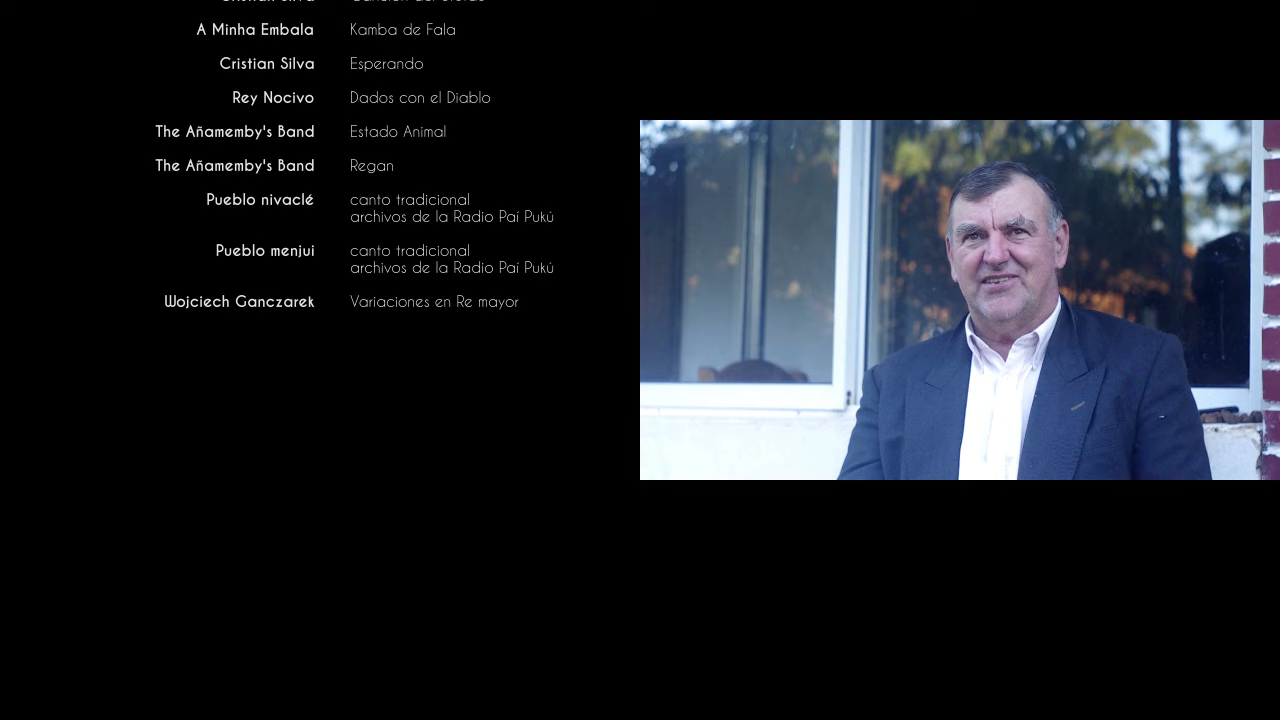 A Minha Embala Kamba de Fala
Cristian Silva Esperando
Rey Nocivo Dados con el Diablo
The Añamemby's Band Estado Animal
The Añamemby's Band Regan
Pueblo nivaclé canto tradicional
archivos de la Radio Paí Pukú
Pueblo menjui canto tradicional
archivos de la Radio Paí Pukú
Wojciech Ganczarek Variaciones en Re mayor